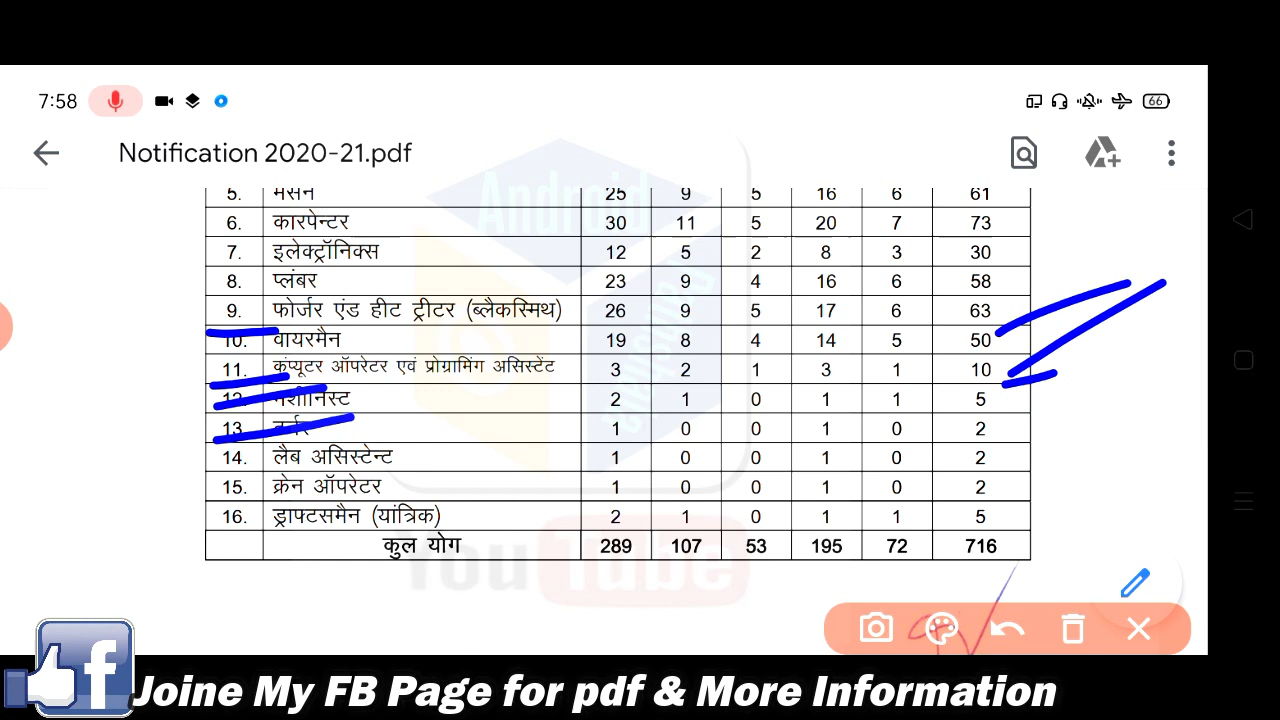 7:58 66
Notification 2020-21.pdf
Android
5. मेसन 25 9 5 16 6 61
6. कारपेन्टर 30 11 5 20 7 73
7. इलेक्ट्रॉनिक्स 12 5 2 8 3 30
8. प्लंबर 23 9 4 16 6 58
9. फोर्जर एंड हीट ट्रीटर (ब्लैकस्मिथ) 26 9 5 17 6 63
10. वायरमैन 19 8 4 14 5 50
11. कंप्यूटर ऑपरेटर एवं प्रोग्रामिंग असिस्टेंट 3 2 1 3 1 10
12. मशीनिस्ट 2 1 0 1 1 5
13. 1 0 0 1 0 2
14. लैब असिस्टेन्ट 1 0 0 1 0 2
15. क्रेन ऑपरेटर 1 0 0 1 0 2
16. ड्राफ्टसमैन (यांत्रिक) 2 1 0 1 1 5
कुल योग 289 107 53 195 72 716
YouTube
Joine My FB Page for pdf & More Information